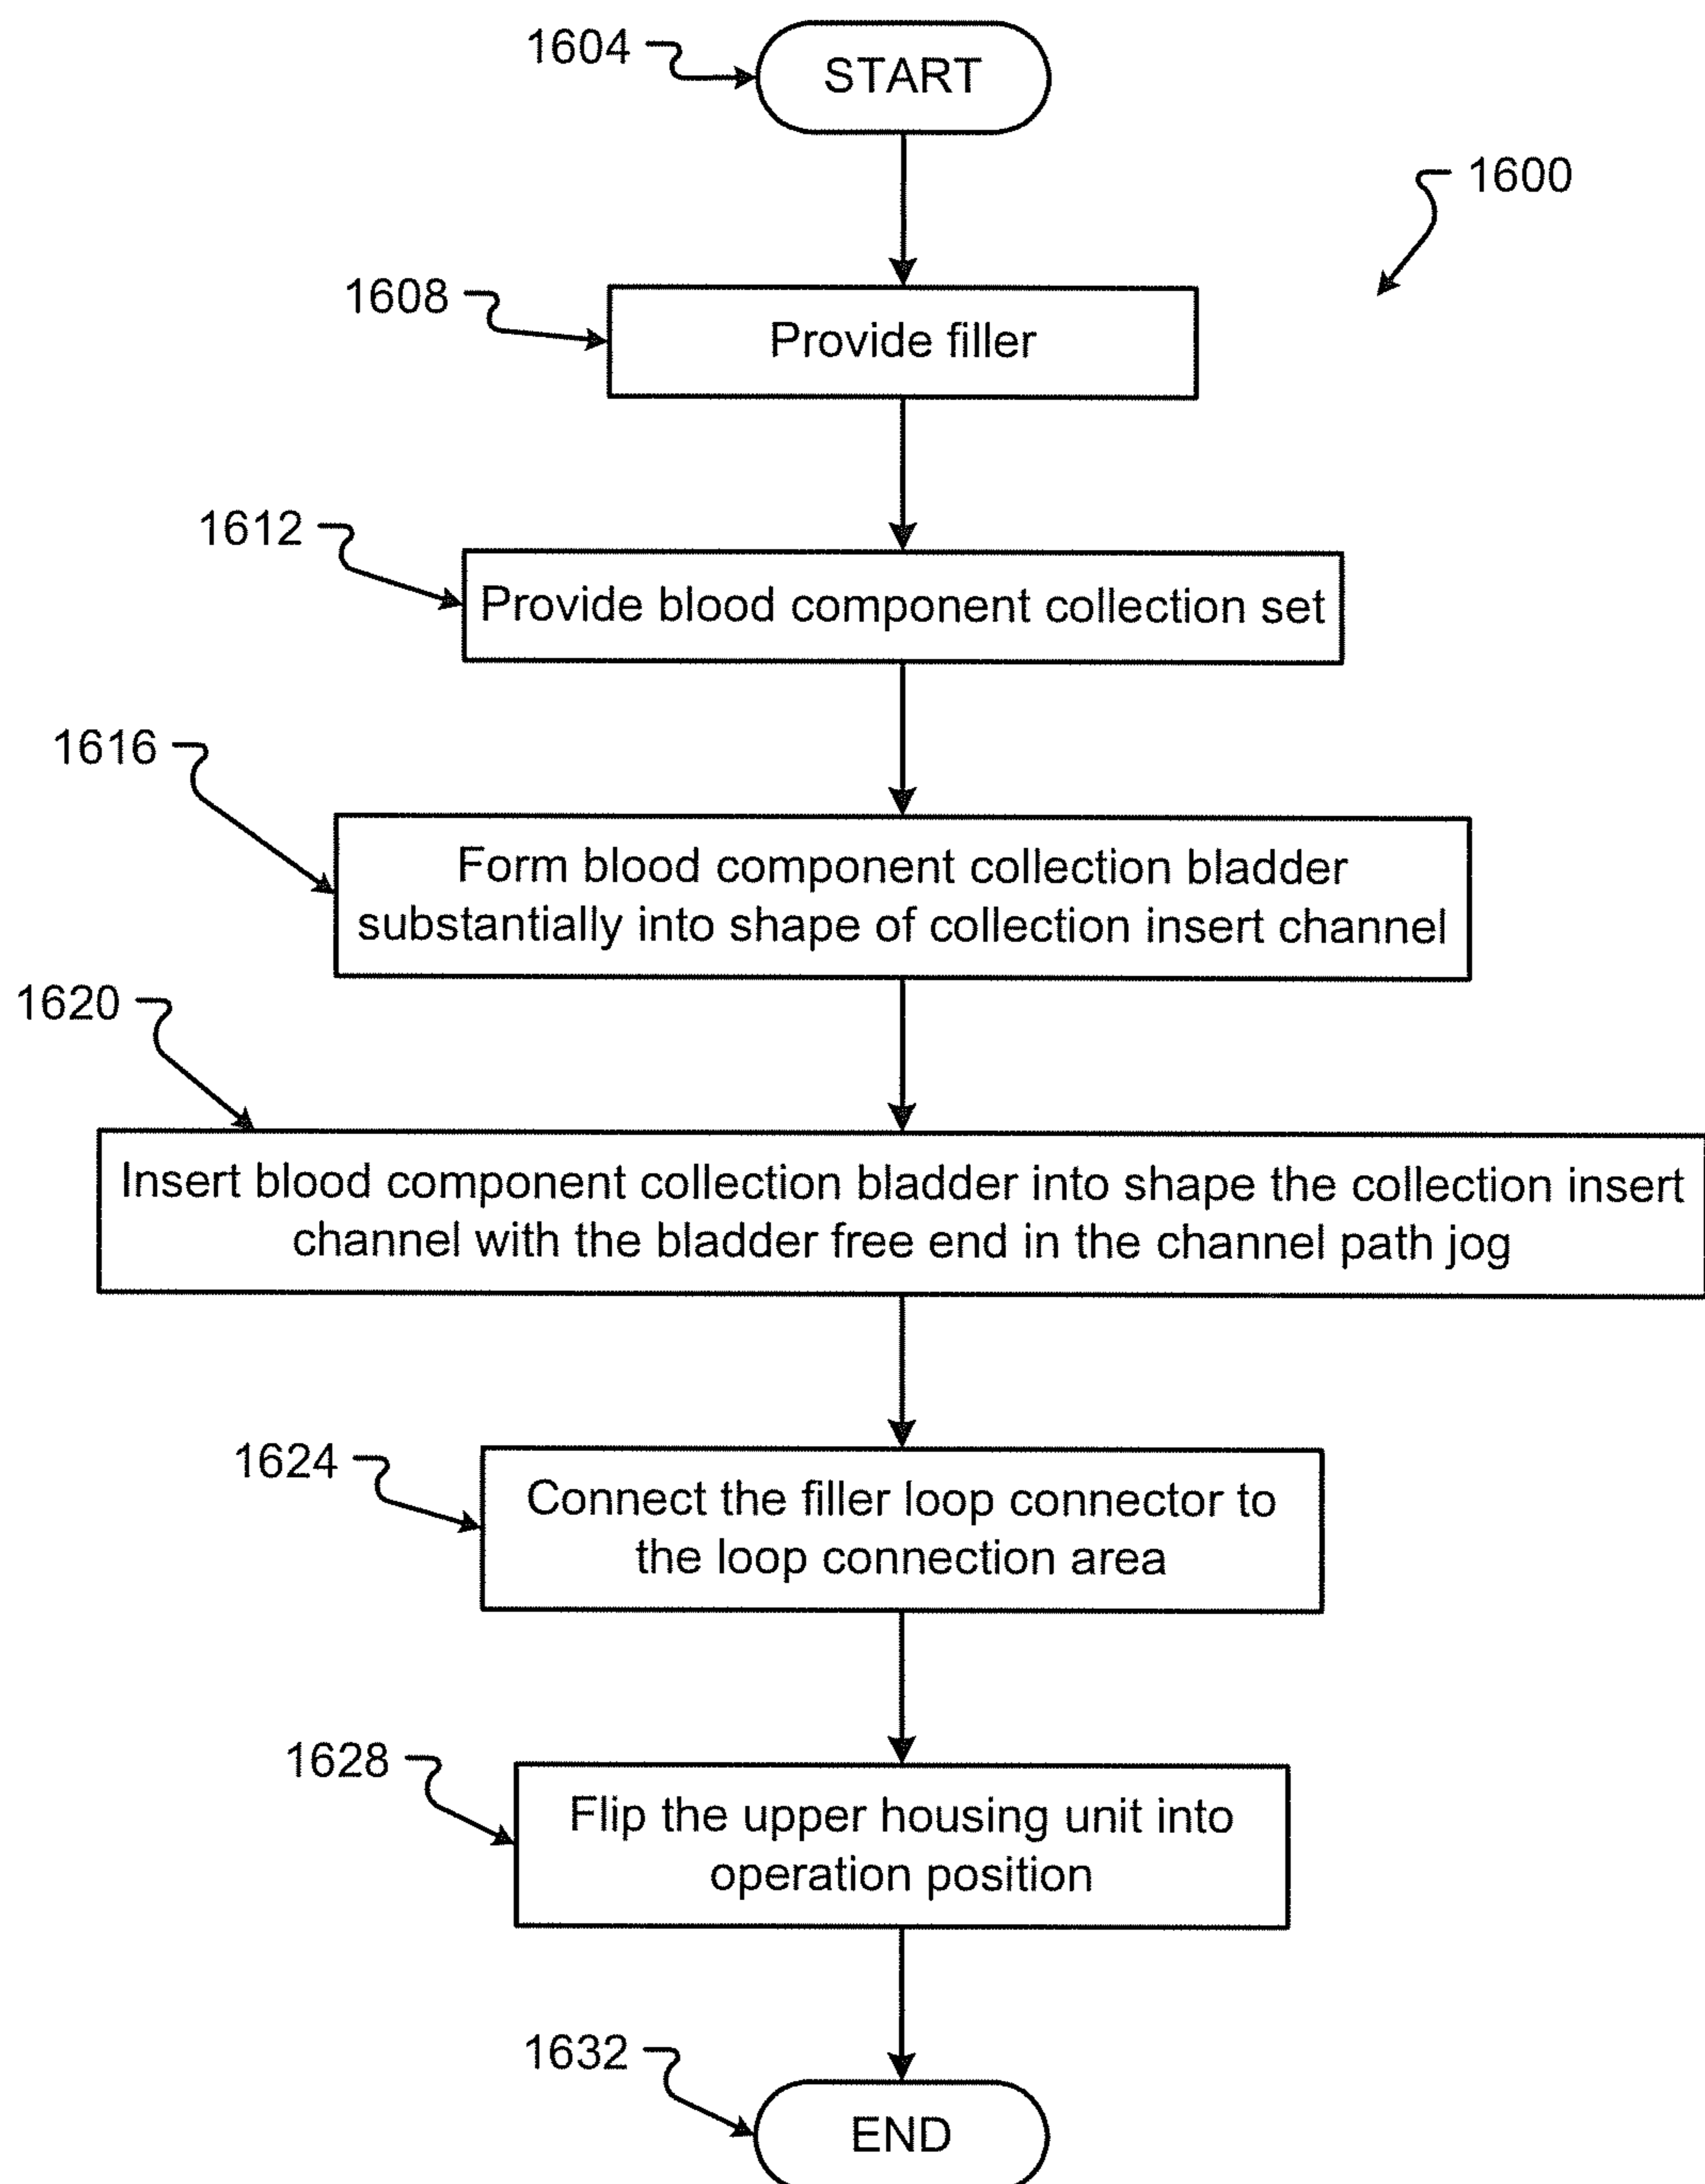 1604
START
1600
1608
Provide filler
1612
Provide blood component collection set
1616
Form blood component collection bladder
substantially into shape of collection insert channel
1620
Insert blood component collection bladder into shape the collection insert
channel with the bladder free end in the channel path jog
1624
Connect the filler loop connector to
the loop connection area
1628
Flip the upper housing unit into
operation position
1632
END